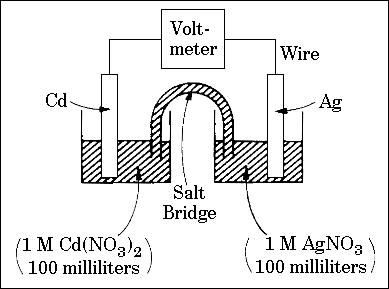 Volt-
meter
Wire
Cd
Ag
Salt
Bridge
(1 M Cd(NO₃)₂
100 milliliters)
(1 M AgNO₃
100 milliliters)